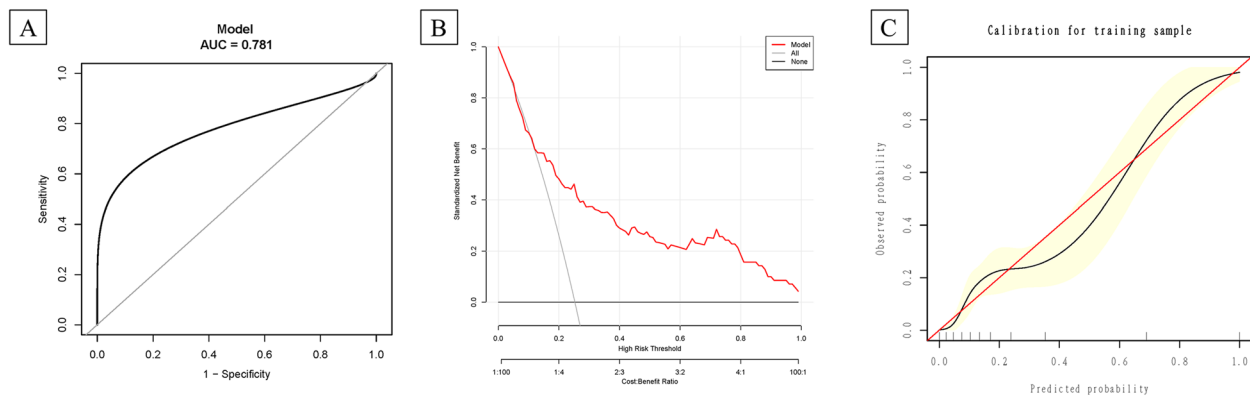 A
Model
AUC = 0.781
1.0
0.8
0.6
0.4
0.2
0.0
Sensitivity
0.0 0.2 0.4 0.6 0.8 1.0
1 − Specificity
B
Model
All
None
1.0
0.8
0.6
0.4
0.2
0.0
Standardized Net Benefit
0.0 0.2 0.4 0.6 0.8 1.0
High Risk Threshold
1:100 1:4 2:3 3:2 4:1 100:1
Cost:Benefit Ratio
C
Calibration for training sample
1.0
0.8
0.6
0.4
0.2
0.0
Observed probability
0.0 0.2 0.4 0.6 0.8 1.0
Predicted probability